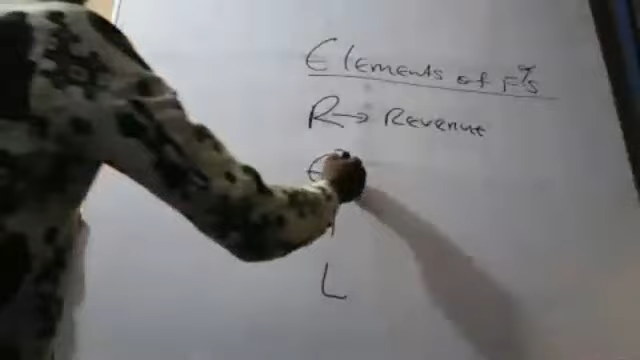 Elements of F/s
R → Revenue
E
L